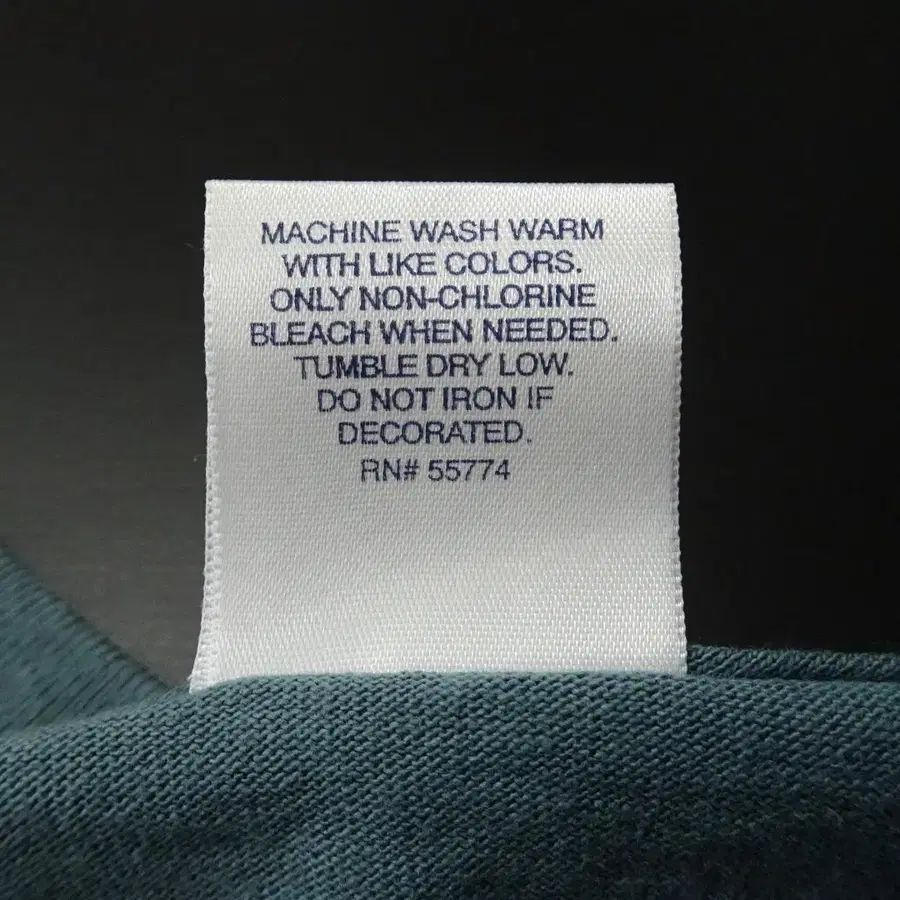 MACHINE WASH WARM
WITH LIKE COLORS.
ONLY NON-CHLORINE
BLEACH WHEN NEEDED.
TUMBLE DRY LOW.
DO NOT IRON IF
DECORATED.
RN# 55774